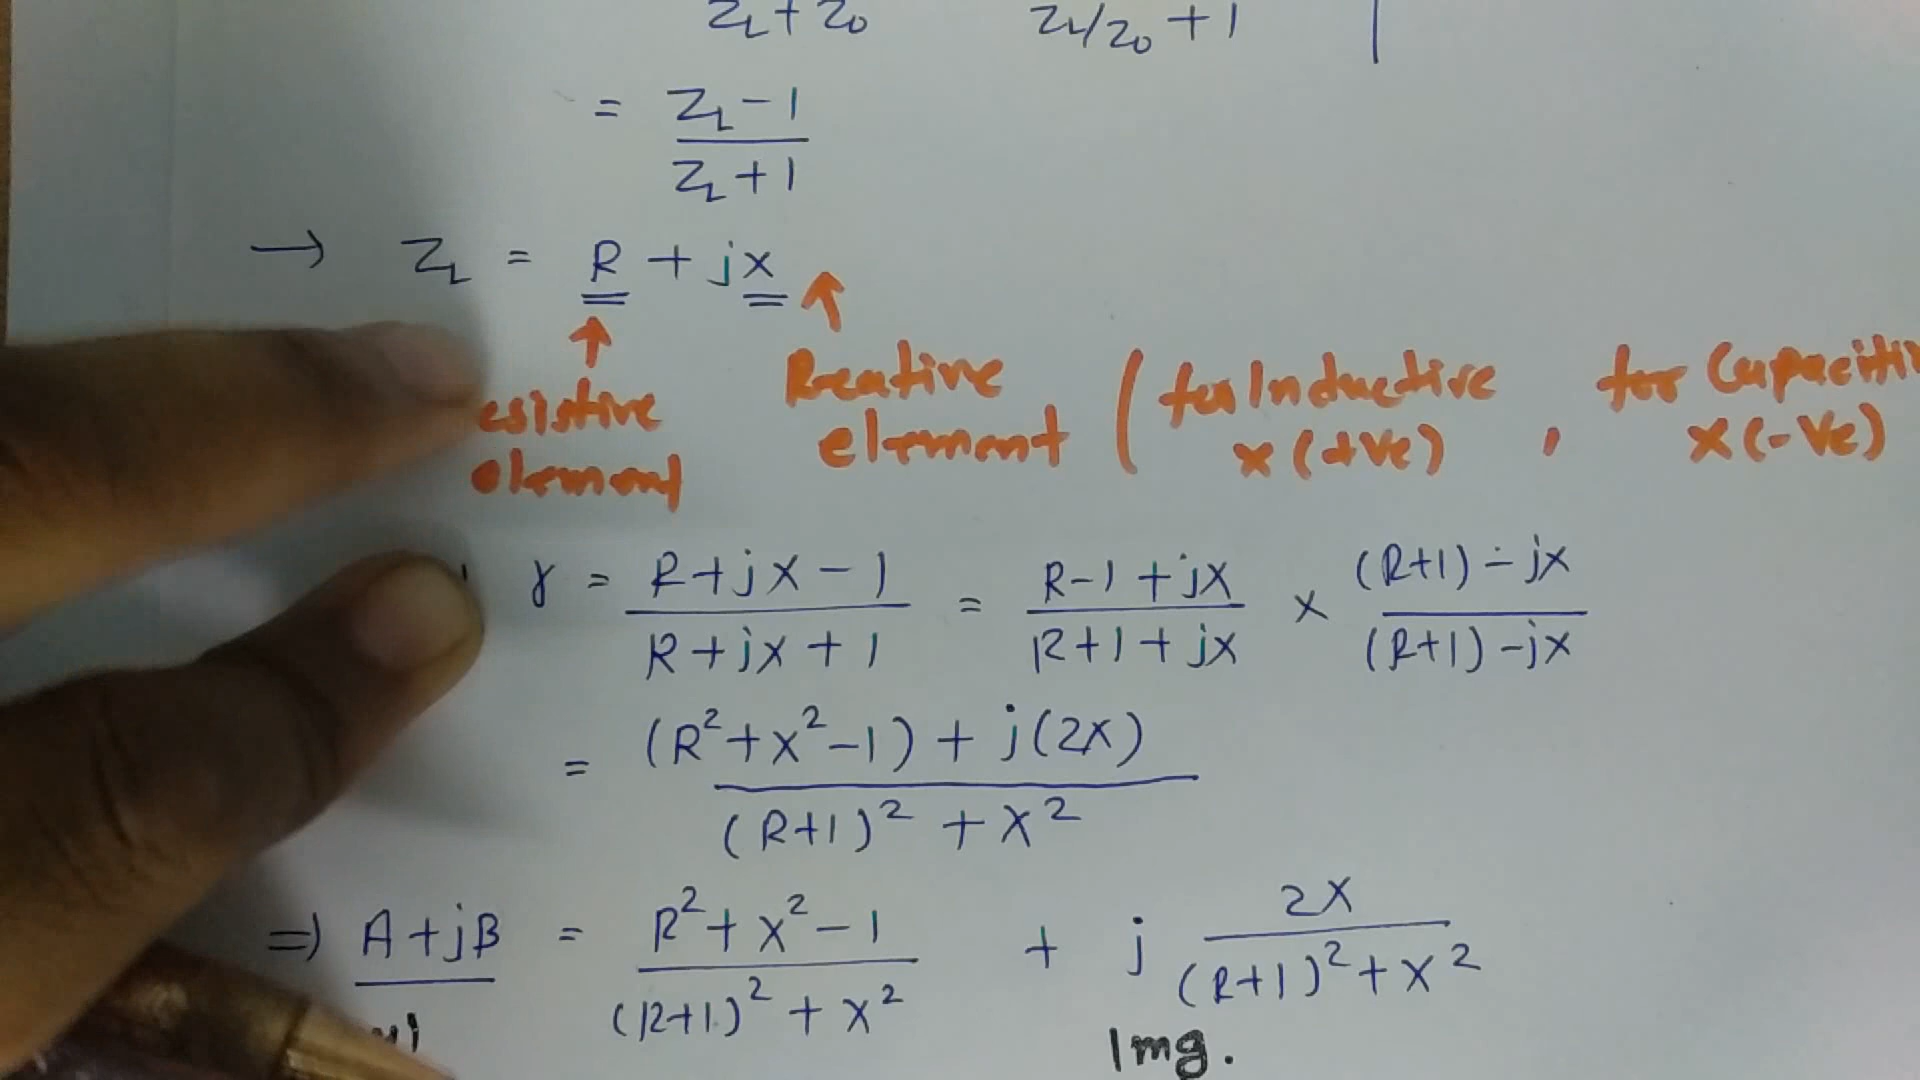 ZL+Z0   ZL/Z0 + 1
= (ZL - 1)/(ZL + 1)
→ ZL = R + jx
↑ ↑
esistive element
Reative element ( for Inductive x (+ve) , for Capacitiv x (-ve)
γ = (R+jx-1)/(R+jx+1) = (R-1+jx)/(R+1+jx) × ((R+1)-jx)/((R+1)-jx)
= ((R²+x²-1) + j(2x))/((R+1)²+x²)
⇒ A+jB = (R²+x²-1)/((R+1)²+x²) + j 2x/((R+1)²+x²)
Img.